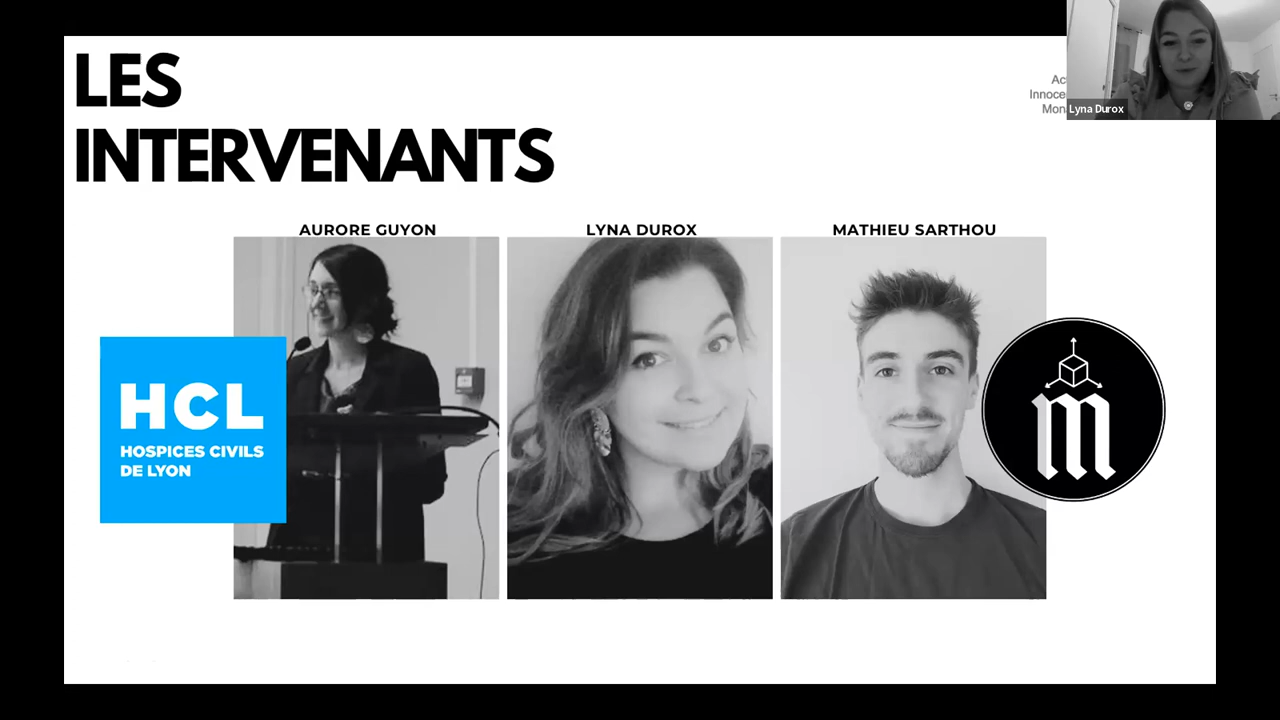 LES
INTERVENANTS
Lyna Durox
AURORE GUYON
LYNA DUROX
MATHIEU SARTHOU
HCL
HOSPICES CIVILS
DE LYON
m